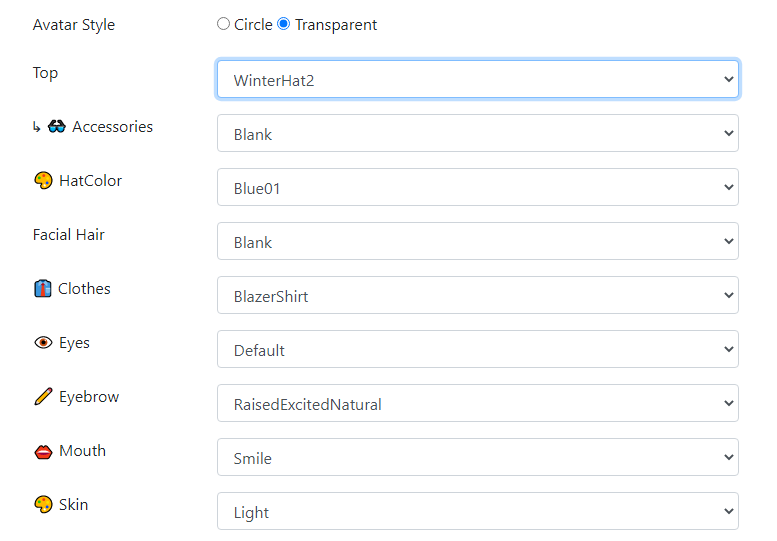 Avatar Style Circle Transparent
Top WinterHat2
↳ Accessories Blank
HatColor Blue01
Facial Hair Blank
Clothes BlazerShirt
Eyes Default
Eyebrow RaisedExcitedNatural
Mouth Smile
Skin Light